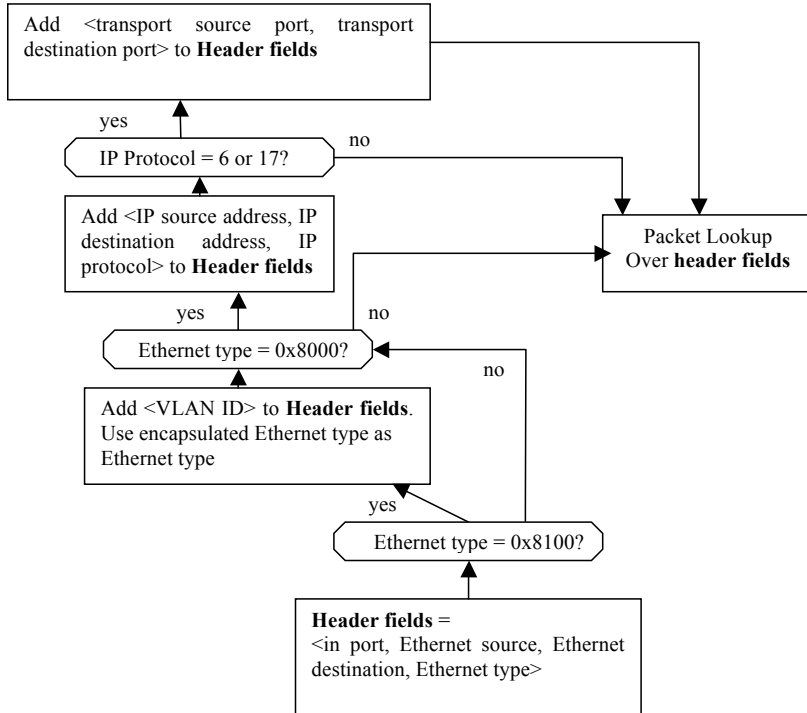 Add <transport source port, transport
destination port> to Header fields
yes
no
IP Protocol = 6 or 17?
Add <IP source address, IP
destination address, IP
protocol> to Header fields
Packet Lookup
Over header fields
yes
no
Ethernet type = 0x8000?
no
Add <VLAN ID> to Header fields.
Use encapsulated Ethernet type as
Ethernet type
yes
Ethernet type = 0x8100?
Header fields =
<in port, Ethernet source, Ethernet
destination, Ethernet type>